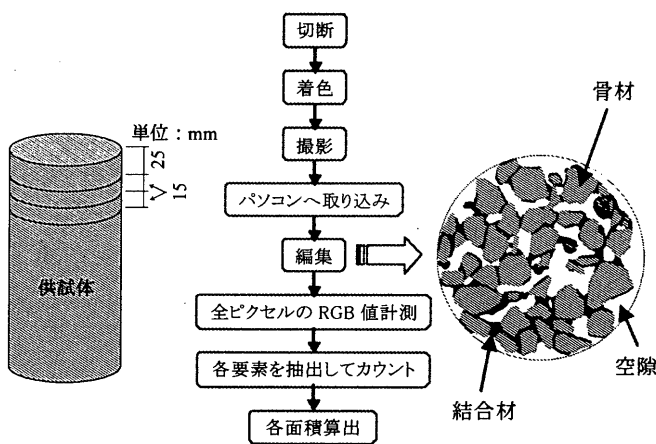 切断
着色
撮影
パソコンへ取り込み
編集
全ピクセルの RGB 値計測
各要素を抽出してカウント
各面積算出
単位：mm
25
15
供試体
骨材
空隙
結合材